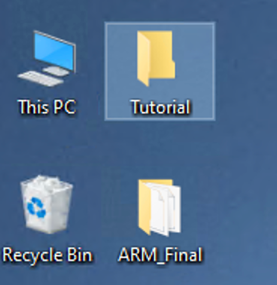 This PC
Tutorial
Recycle Bin
ARM_Final